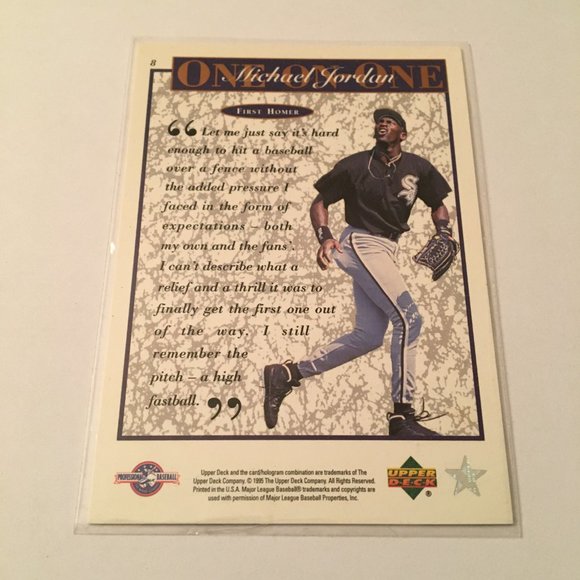 8
ONE ON ONE
Michael Jordan
FIRST HOMER
“ Let me just say it's hard
enough to hit a baseball
over a fence without
the added pressure I
faced in the form of
expectations – both
my own and the fans'.
I can't describe what a
relief and a thrill it was to
finally get the first one out
of the way. I still
remember the
pitch – a high
fastball. ”
Sox
PROFESSIONAL BASEBALL
Upper Deck and the card/hologram combination are trademarks of The
Upper Deck Company. © 1995 The Upper Deck Company. All Rights Reserved.
Printed in the U.S.A. Major League Baseball® trademarks and copyrights are
used with permission of Major League Baseball Properties, Inc.
UPPER
DECK
®